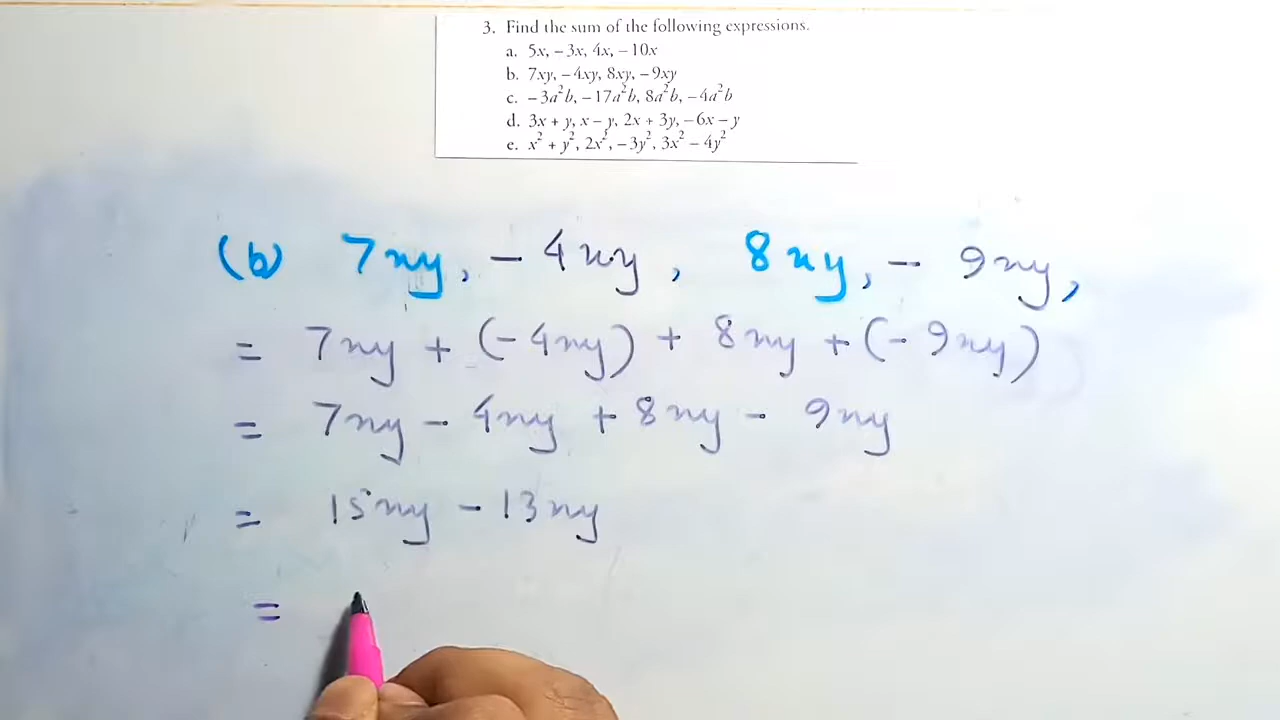 3. Find the sum of the following expressions.
a. 5x, – 3x, 4x, – 10x
b. 7xy, – 4xy, 8xy, – 9xy
c. – 3a²b, – 17a²b, 8a²b, – 4a²b
d. 3x + y, x – y, 2x + 3y, – 6x – y
e. x² + y², 2x², – 3y², 3x² – 4y²
(b) 7xy, - 4xy, 8xy, - 9xy,
= 7xy + (- 4xy) + 8xy + (- 9xy)
= 7xy - 4xy + 8xy - 9xy
= 15xy - 13xy
=